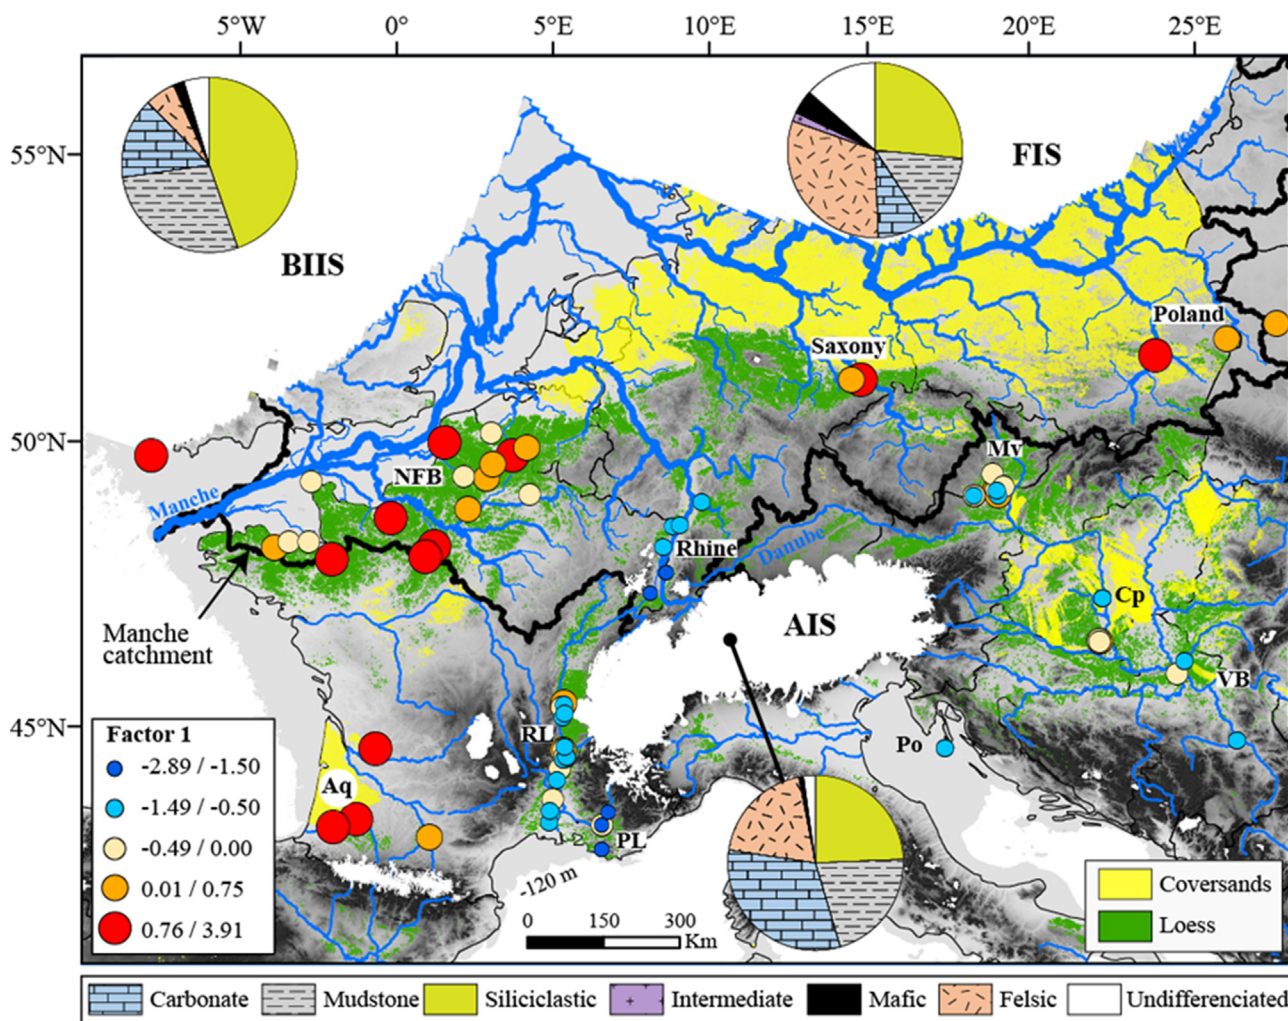 5°W 0° 5°E 10°E 15°E 20°E 25°E
55°N
50°N
45°N
FIS
BIIS
Poland
Saxony
Mv
NFB
Manche
Rhine
Danube
Cp
Manche
catchment
AIS
VB
RL
Po
Aq
PL
-120 m
0 150 300
Km
Factor 1
-2.89 / -1.50
-1.49 / -0.50
-0.49 / 0.00
0.01 / 0.75
0.76 / 3.91
Coversands
Loess
Carbonate Mudstone Siliciclastic Intermediate Mafic Felsic Undifferenciated